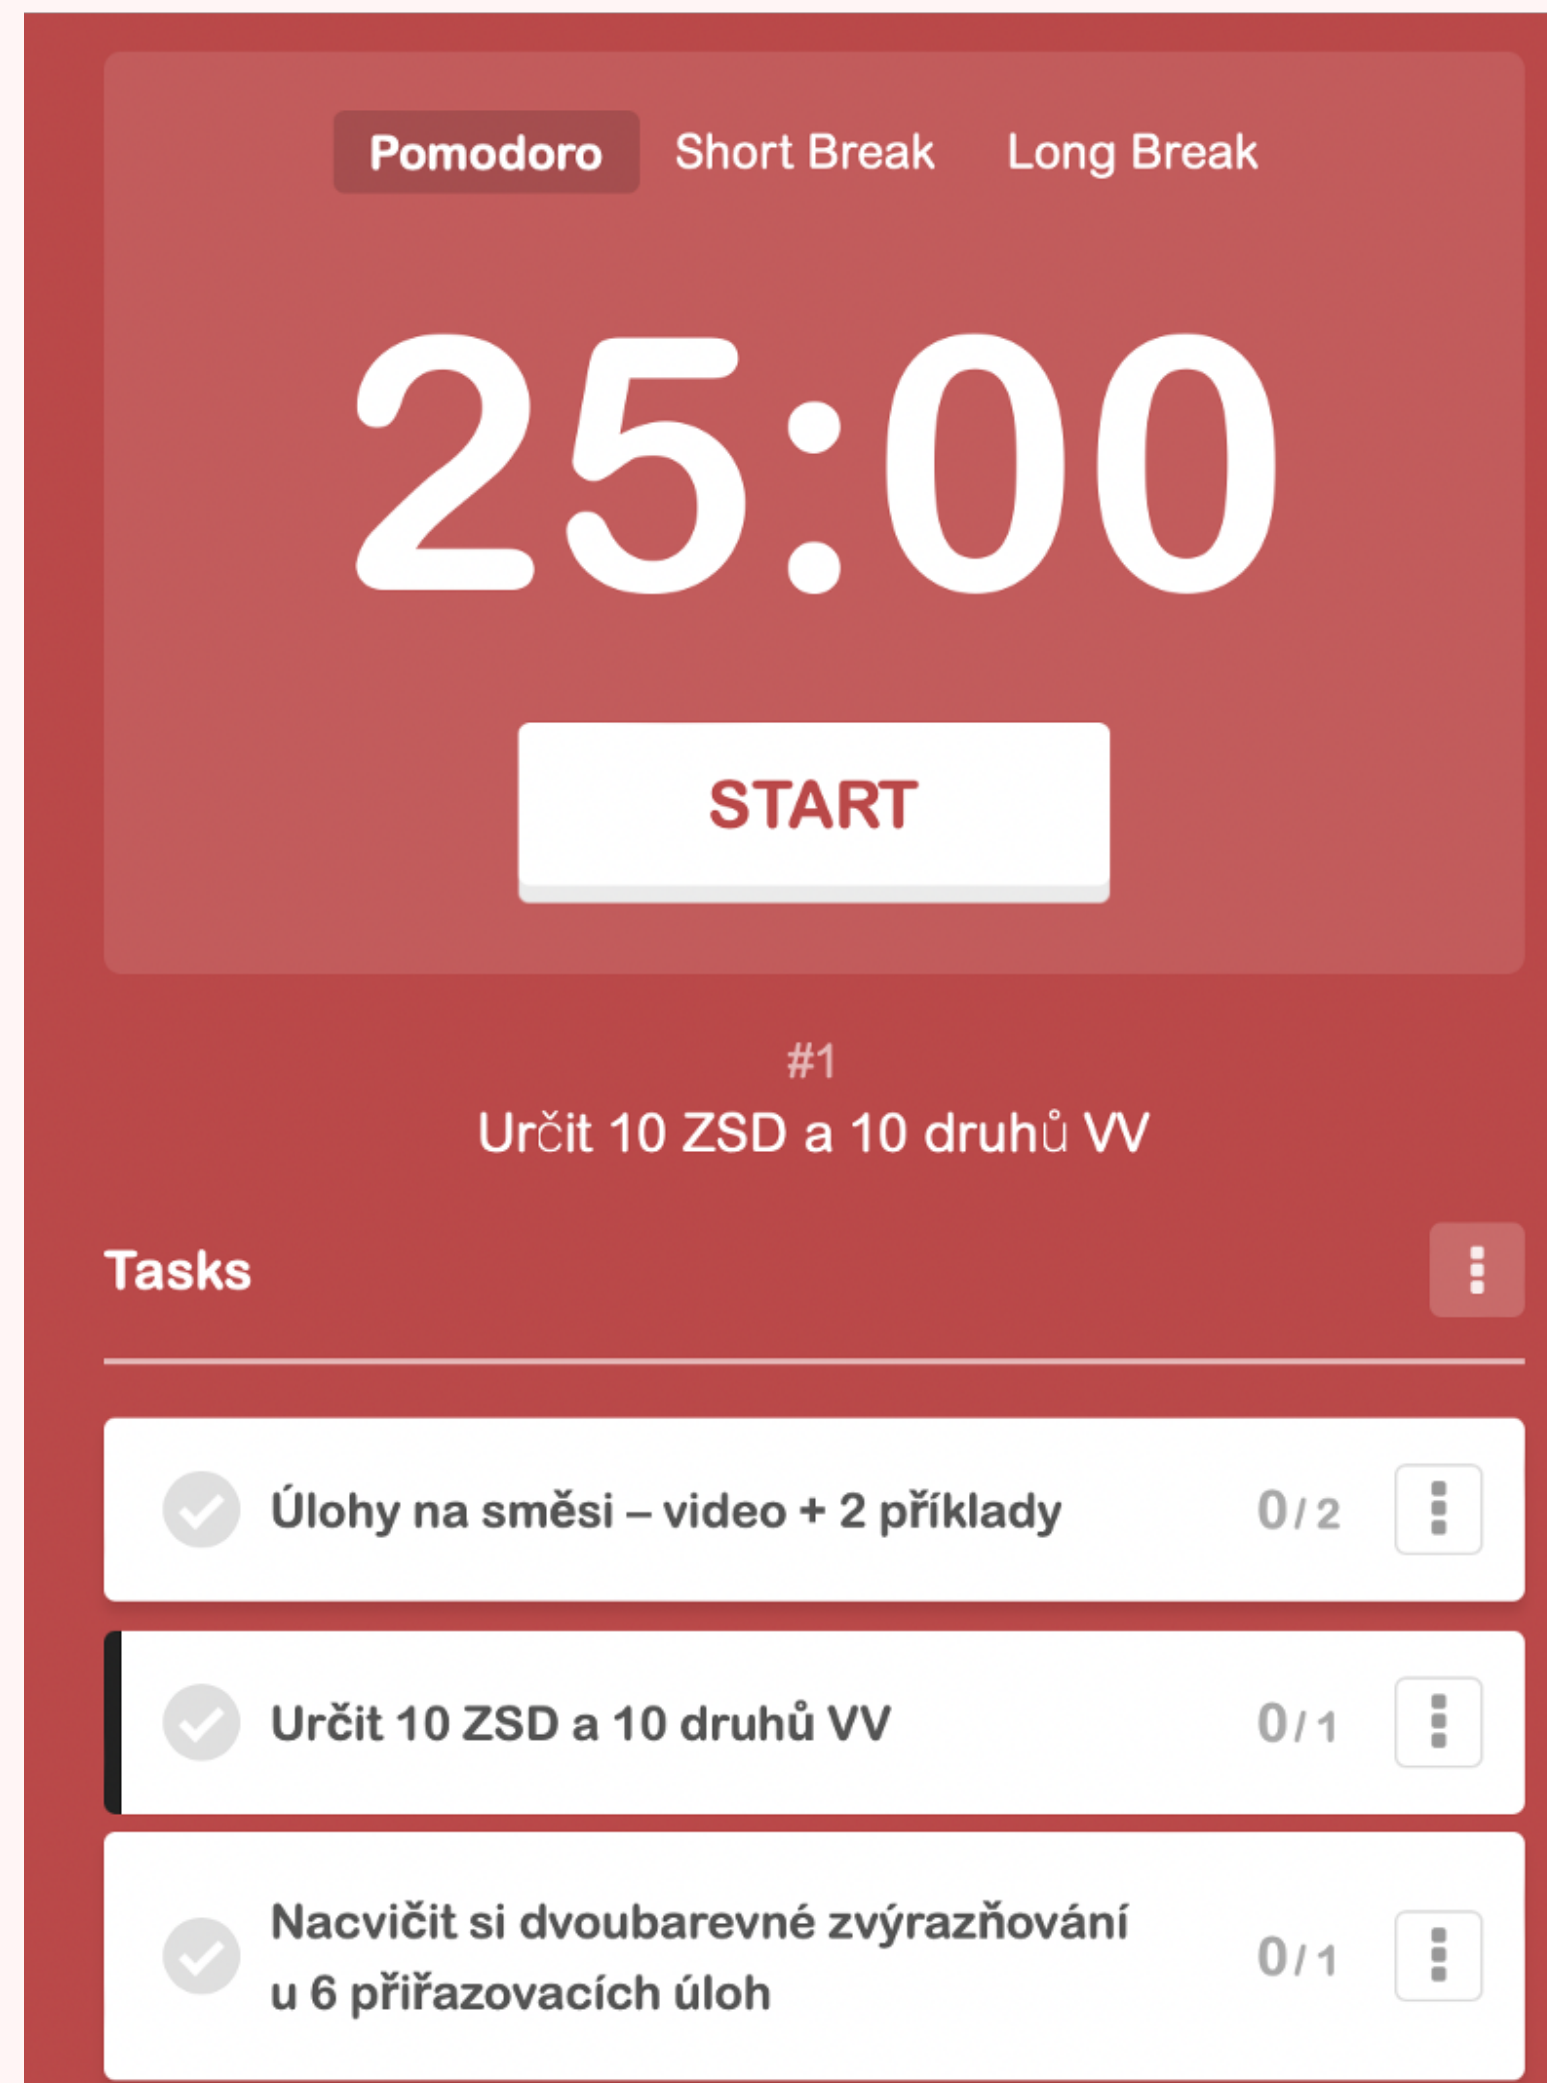 Pomodoro Short Break Long Break
25:00
START
#1
Určit 10 ZSD a 10 druhů VV
Tasks
Úlohy na směsi – video + 2 příklady 0/ 2
Určit 10 ZSD a 10 druhů VV 0/ 1
Nacvičit si dvoubarevné zvýrazňování
u 6 přiřazovacích úloh 0/ 1